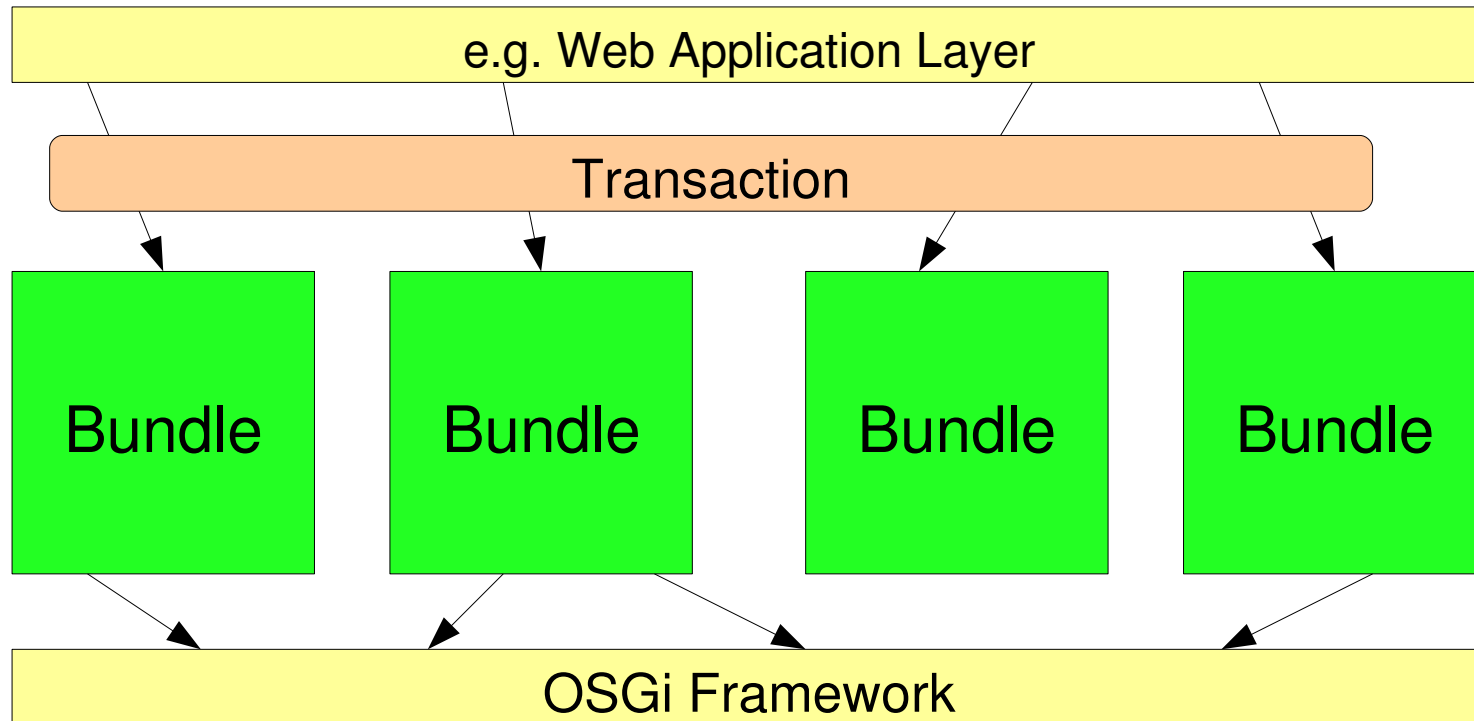 e.g. Web Application Layer
Transaction
Bundle Bundle Bundle Bundle
OSGi Framework